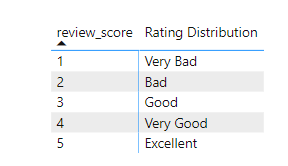 review_score Rating Distribution
1 Very Bad
2 Bad
3 Good
4 Very Good
5 Excellent